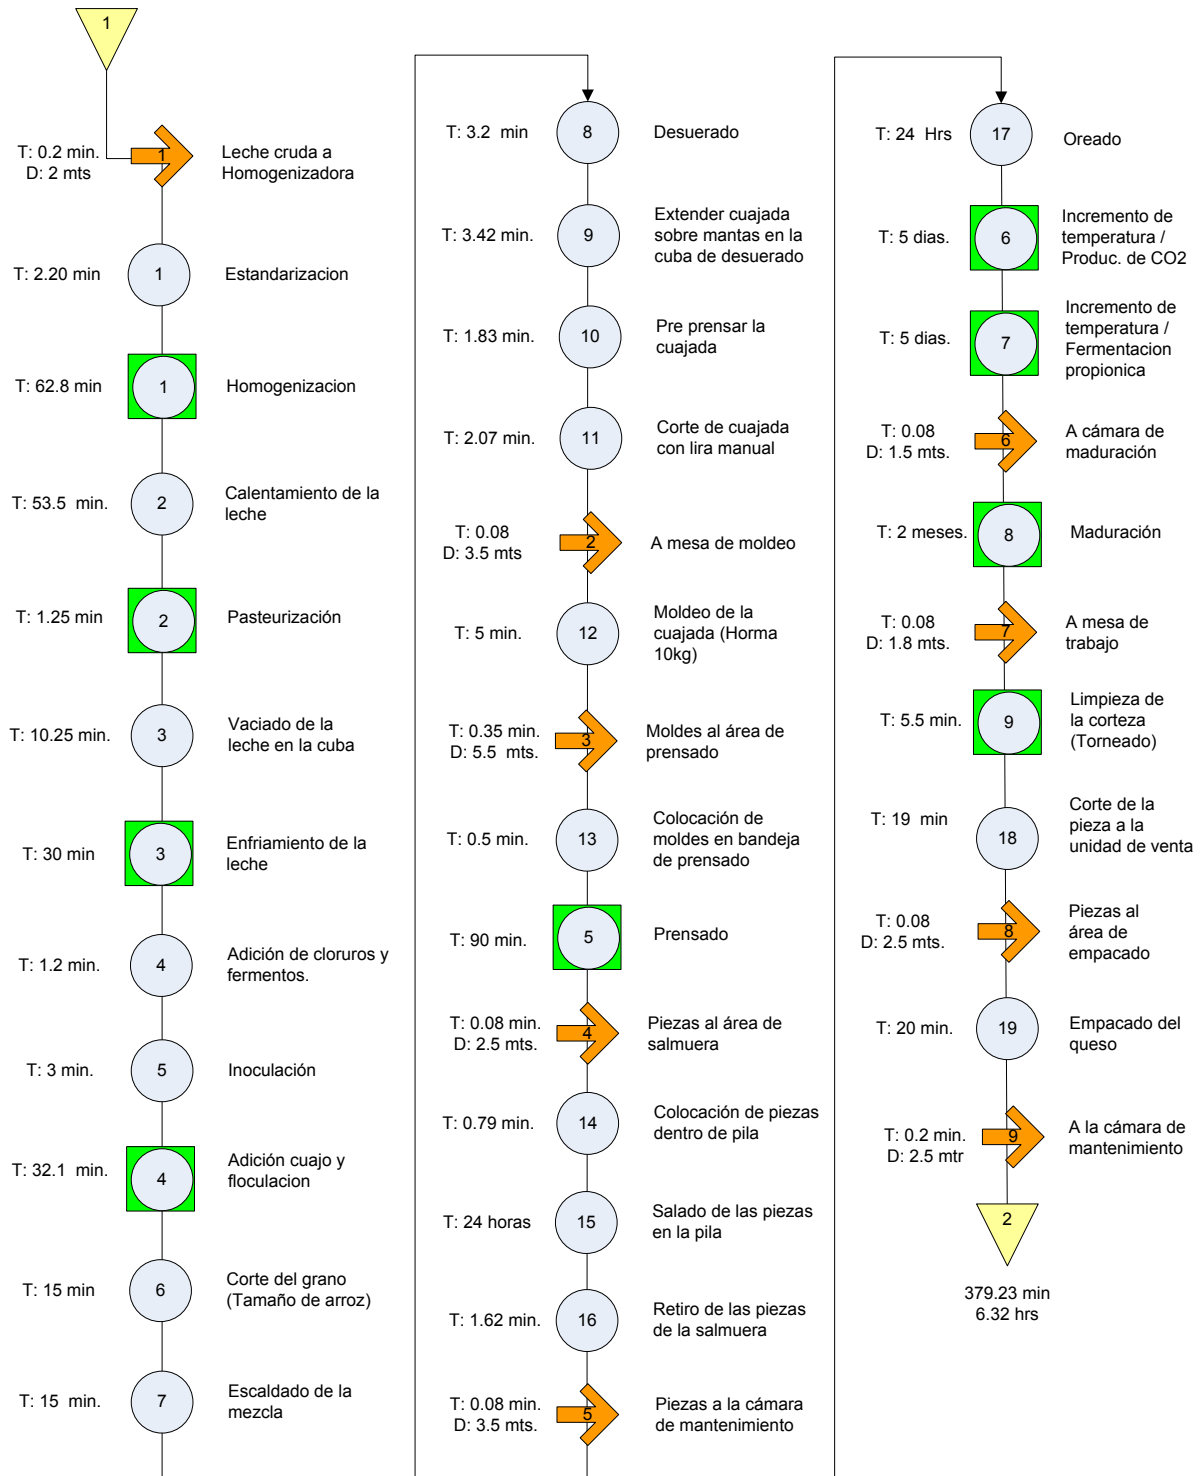 1
T: 0.2 min.
D: 2 mts
1
Leche cruda a
Homogenizadora
T: 2.20 min
1
Estandarizacion
T: 62.8 min
1
Homogenizacion
T: 53.5 min.
2
Calentamiento de la
leche
T: 1.25 min
2
Pasteurización
T: 10.25 min.
3
Vaciado de la
leche en la cuba
T: 30 min
3
Enfriamiento de la
leche
T: 1.2 min.
4
Adición de cloruros y
fermentos.
T: 3 min.
5
Inoculación
T: 32.1 min.
4
Adición cuajo y
floculacion
T: 15 min
6
Corte del grano
(Tamaño de arroz)
T: 15 min.
7
Escaldado de la
mezcla
T: 3.2 min
8
Desuerado
T: 3.42 min.
9
Extender cuajada
sobre mantas en la
cuba de desuerado
T: 1.83 min.
10
Pre prensar la
cuajada
T: 2.07 min.
11
Corte de cuajada
con lira manual
T: 0.08
D: 3.5 mts
2
A mesa de moldeo
T: 5 min.
12
Moldeo de la
cuajada (Horma
10kg)
T: 0.35 min.
D: 5.5 mts.
3
Moldes al área de
prensado
T: 0.5 min.
13
Colocación de
moldes en bandeja
de prensado
T: 90 min.
5
Prensado
T: 0.08 min.
D: 2.5 mts.
4
Piezas al área de
salmuera
T: 0.79 min.
14
Colocación de piezas
dentro de pila
T: 24 horas
15
Salado de las piezas
en la pila
T: 1.62 min.
16
Retiro de las piezas
de la salmuera
T: 0.08 min.
D: 3.5 mts.
5
Piezas a la cámara
de mantenimiento
T: 24 Hrs
17
Oreado
T: 5 dias.
6
Incremento de
temperatura /
Produc. de CO2
T: 5 dias.
7
Incremento de
temperatura /
Fermentacion
propionica
T: 0.08
D: 1.5 mts.
6
A cámara de
maduración
T: 2 meses.
8
Maduración
T: 0.08
D: 1.8 mts.
7
A mesa de
trabajo
T: 5.5 min.
9
Limpieza de
la corteza
(Torneado)
T: 19 min
18
Corte de la
pieza a la
unidad de venta
T: 0.08
D: 2.5 mts.
8
Piezas al
área de
empacado
T: 20 min.
19
Empacado del
queso
T: 0.2 min.
D: 2.5 mtr
9
A la cámara de
mantenimiento
2
379.23 min
6.32 hrs